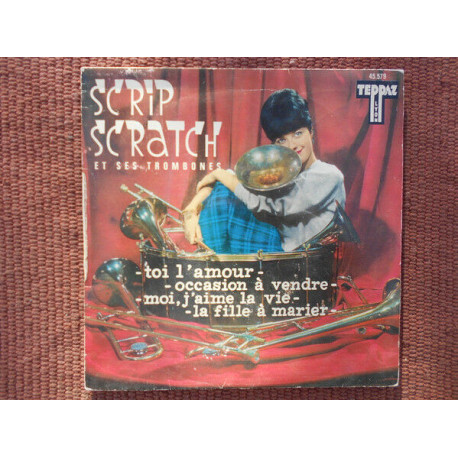 SCRIP
SCRATCH
ET SES TROMBONES
45.579
TEPPAZ
LYON
-toi l'amour-
-occasion à vendre-
-moi, j'aime la vie-
-la fille à marier-